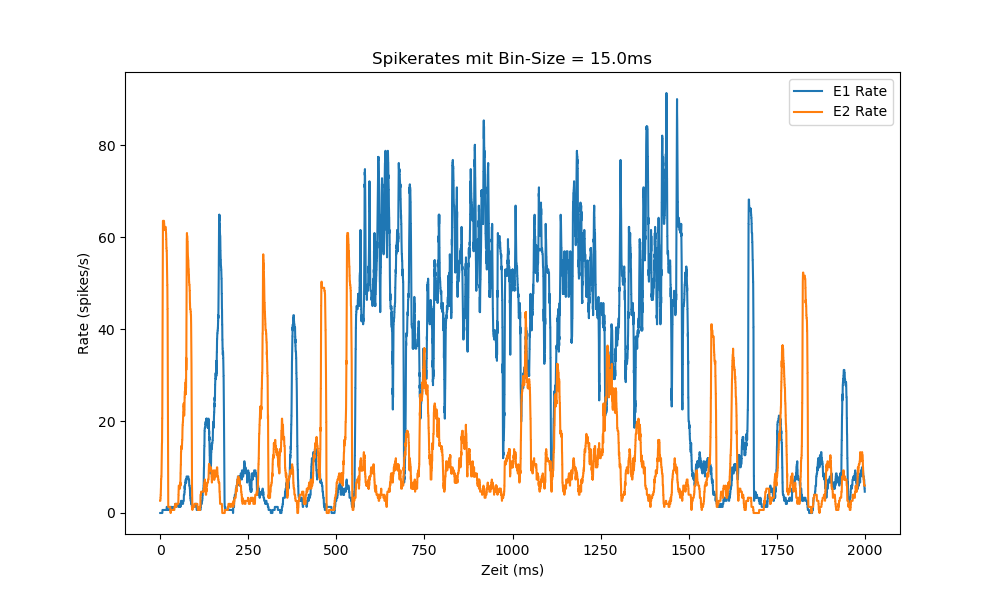 Spikerates mit Bin-Size = 15.0ms
E1 Rate
E2 Rate
Rate (spikes/s)
80
60
40
20
0
0 250 500 750 1000 1250 1500 1750 2000
Zeit (ms)